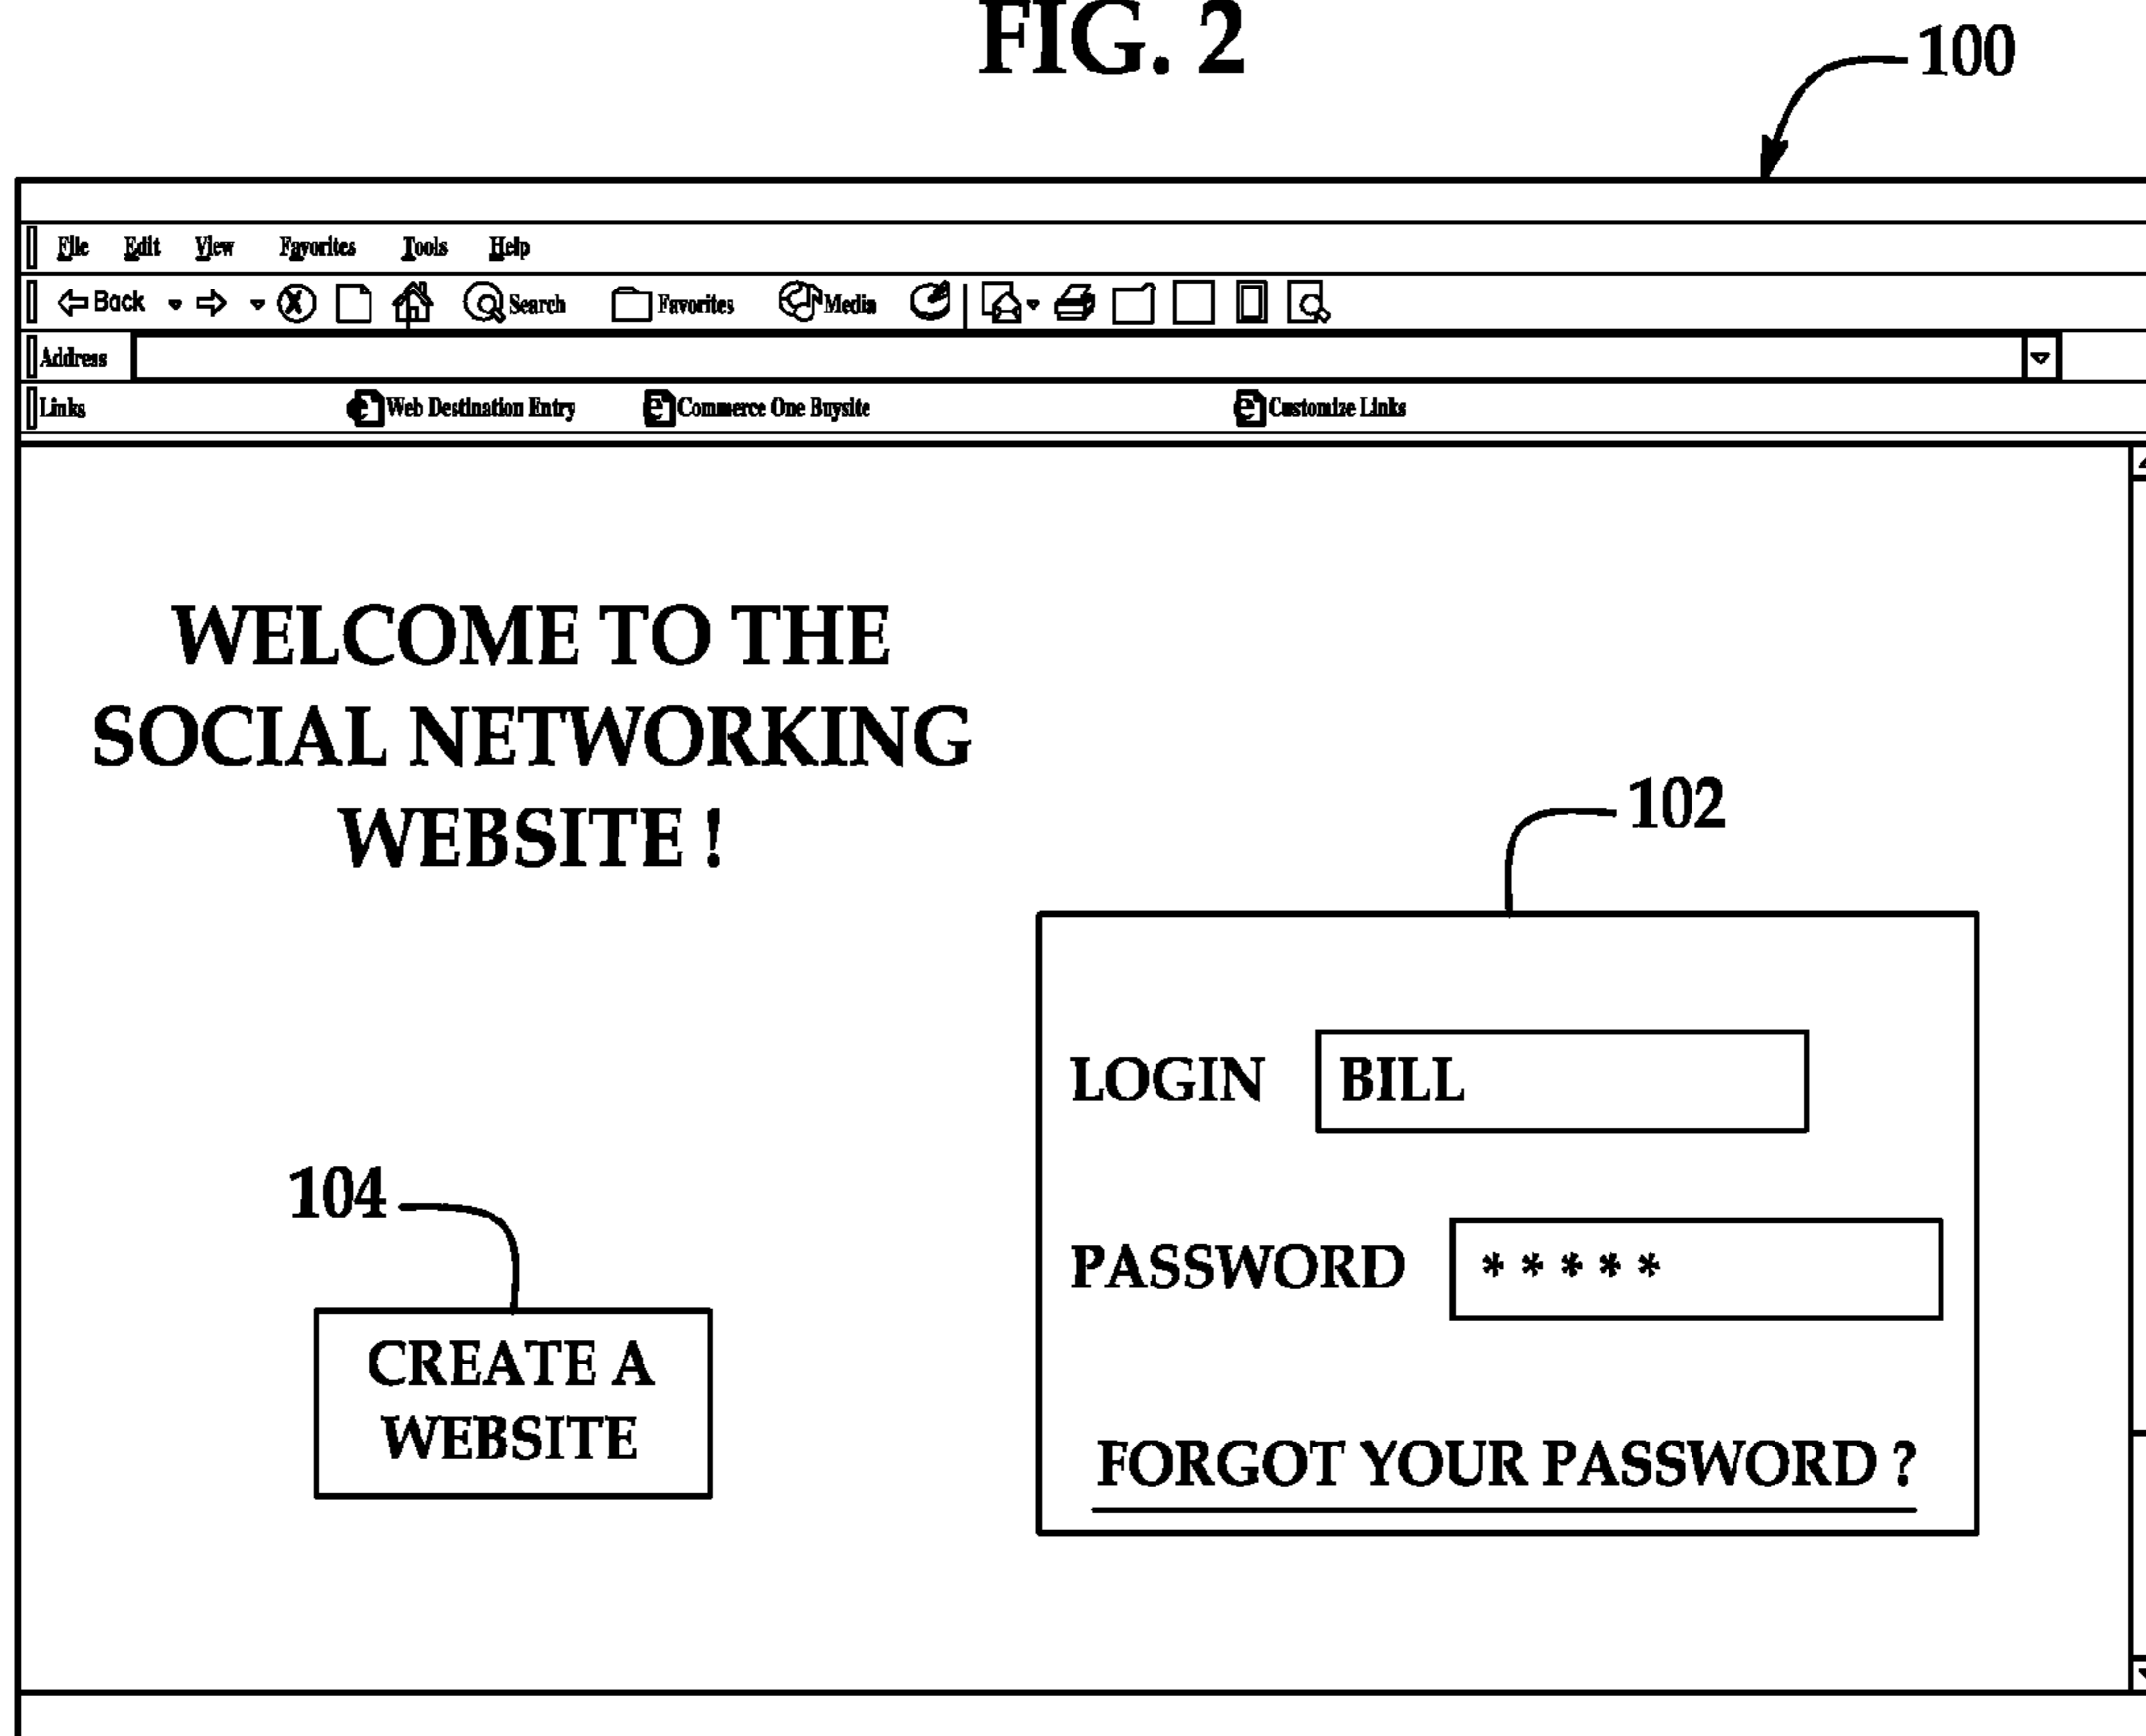 FIG. 2
100
File Edit View Favorites Tools Help
Back Search Favorites Media
Address
Links Web Destination Entry Commerce One Buysite Customize Links
WELCOME TO THE
SOCIAL NETWORKING
WEBSITE !
102
LOGIN BILL
104
PASSWORD * * * * *
CREATE A
WEBSITE
FORGOT YOUR PASSWORD ?